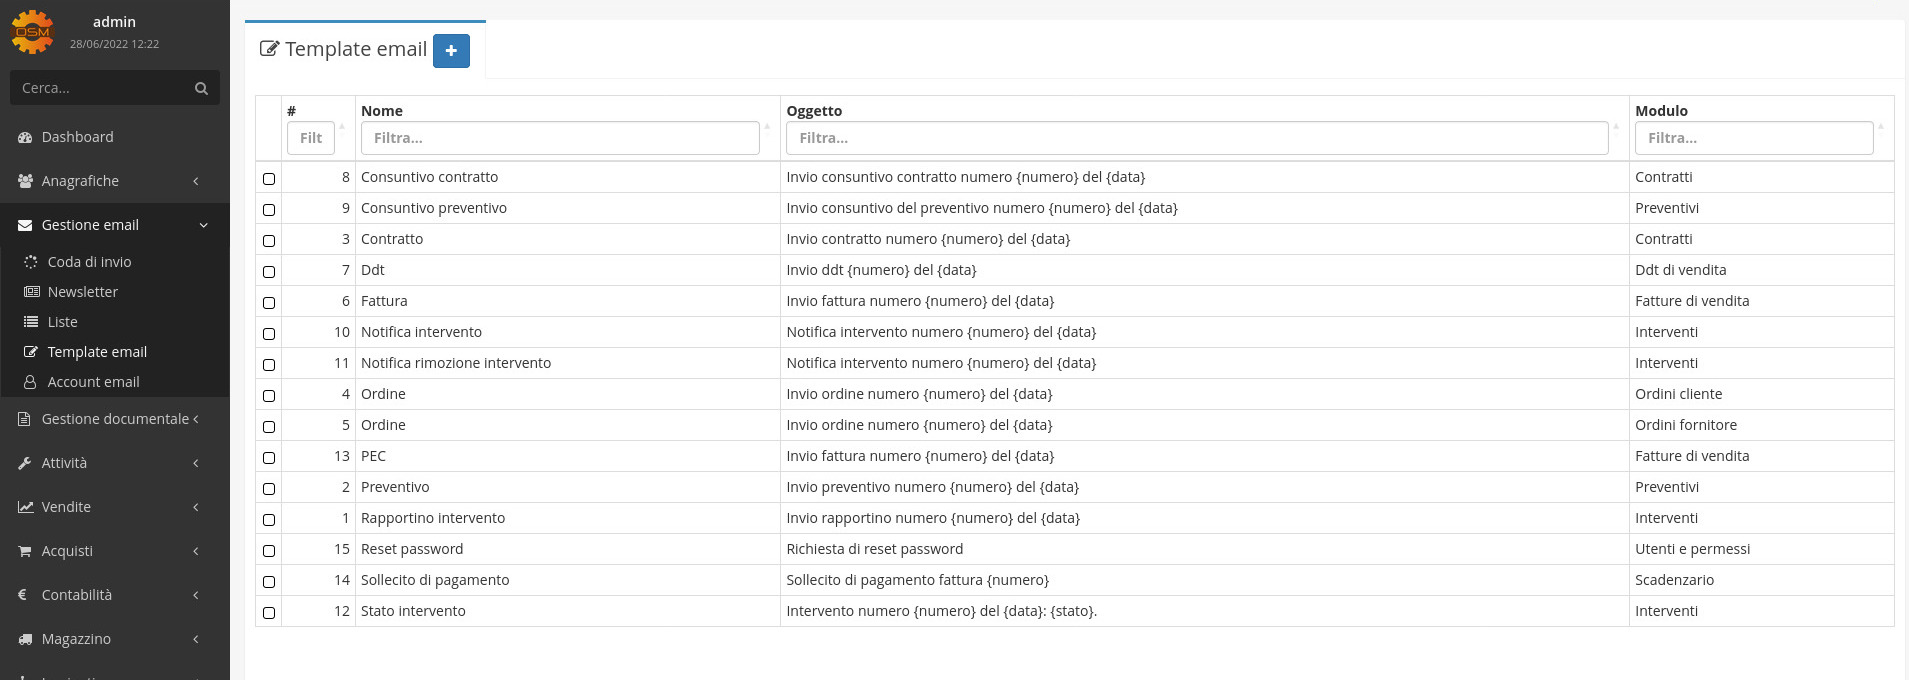 OSM
admin
28/06/2022 12:22
Cerca...
Dashboard
Anagrafiche
Gestione email
Coda di invio
Newsletter
Liste
Template email
Account email
Gestione documentale
Attività
Vendite
Acquisti
Contabilità
Magazzino
Template email +
# Nome Oggetto Modulo
Filt Filtra... Filtra... Filtra...
8 Consuntivo contratto Invio consuntivo contratto numero {numero} del {data} Contratti
9 Consuntivo preventivo Invio consuntivo del preventivo numero {numero} del {data} Preventivi
3 Contratto Invio contratto numero {numero} del {data} Contratti
7 Ddt Invio ddt {numero} del {data} Ddt di vendita
6 Fattura Invio fattura numero {numero} del {data} Fatture di vendita
10 Notifica intervento Notifica intervento numero {numero} del {data} Interventi
11 Notifica rimozione intervento Notifica intervento numero {numero} del {data} Interventi
4 Ordine Invio ordine numero {numero} del {data} Ordini cliente
5 Ordine Invio ordine numero {numero} del {data} Ordini fornitore
13 PEC Invio fattura numero {numero} del {data} Fatture di vendita
2 Preventivo Invio preventivo numero {numero} del {data} Preventivi
1 Rapportino intervento Invio rapportino numero {numero} del {data} Interventi
15 Reset password Richiesta di reset password Utenti e permessi
14 Sollecito di pagamento Sollecito di pagamento fattura {numero} Scadenzario
12 Stato intervento Intervento numero {numero} del {data}: {stato}. Interventi